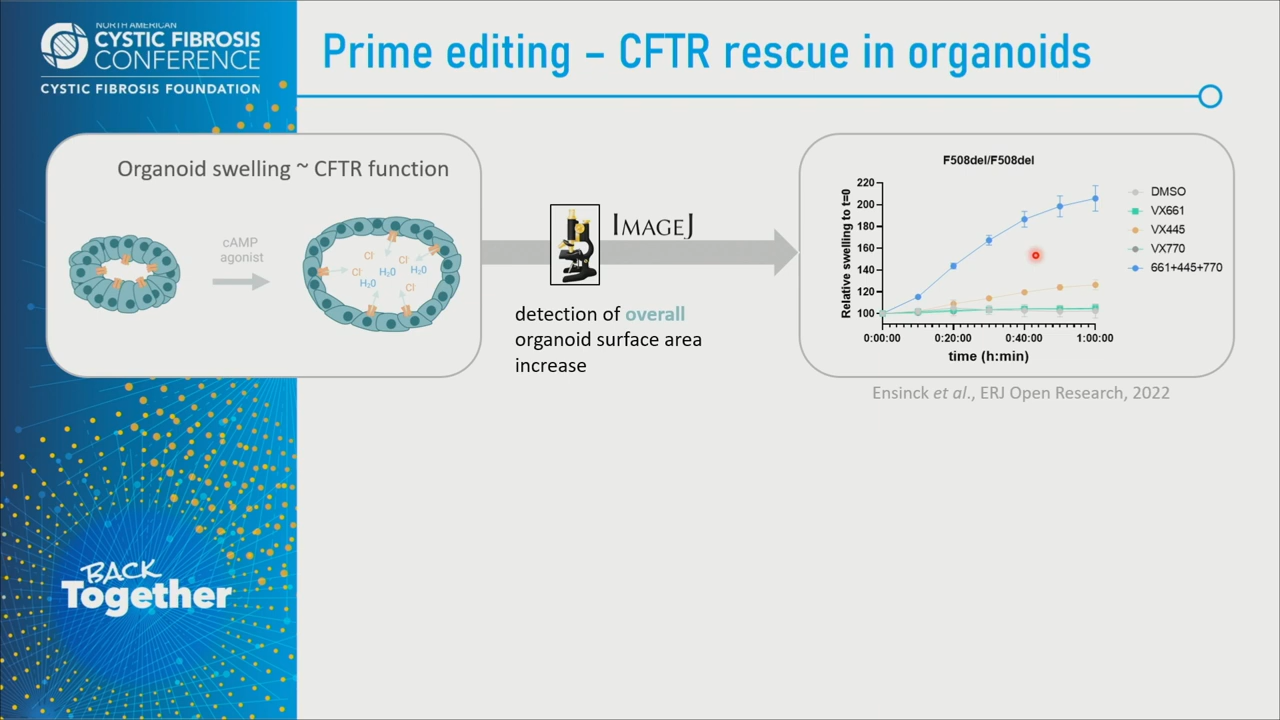 NORTH AMERICAN
CYSTIC FIBROSIS
CONFERENCE
CYSTIC FIBROSIS FOUNDATION
Prime editing – CFTR rescue in organoids
Organoid swelling ~ CFTR function
cAMP
agonist
Cl-
Cl-
Cl-
H20
H20
H20
Cl-
IMAGEJ
detection of overall
organoid surface area
increase
F508del/F508del
Relative swelling to t=0
220
200
180
160
140
120
100
0:00:00
0:20:00
0:40:00
1:00:00
time (h:min)
DMSO
VX661
VX445
VX770
661+445+770
Ensinck et al., ERJ Open Research, 2022
BACK
Together